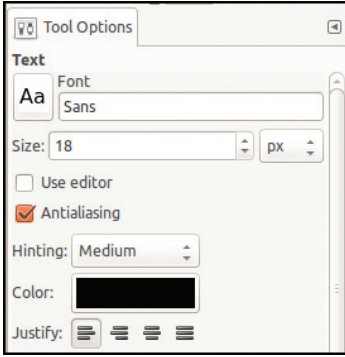 Tool Options
Text
Font
Aa
Sans
Size: 18 px
Use editor
Antialiasing
Hinting: Medium
Color:
Justify: